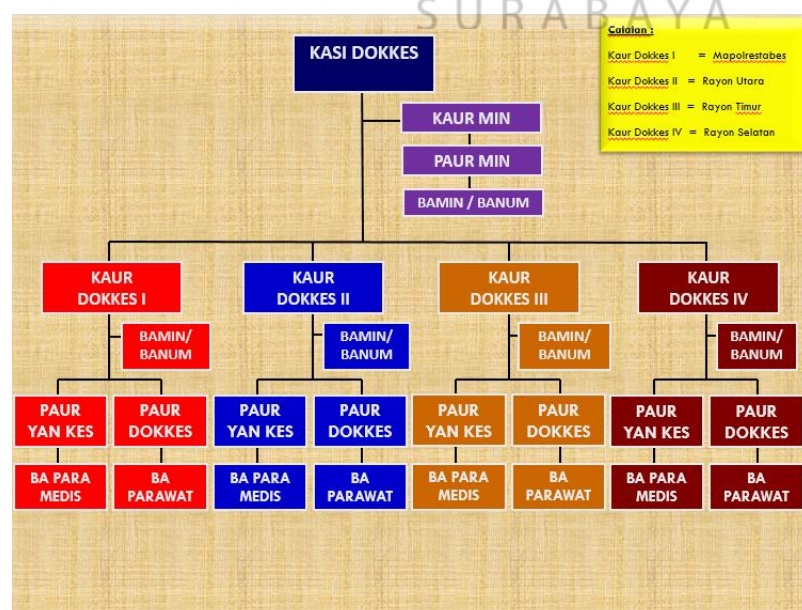 SURABAYA
Catatan :
Kaur Dokkes I = Mapolrestabes
Kaur Dokkes II = Rayon Utara
Kaur Dokkes III = Rayon Timur
Kaur Dokkes IV = Rayon Selatan
KASI DOKKES
KAUR MIN
PAUR MIN
BAMIN / BANUM
KAUR
DOKKES I
KAUR
DOKKES II
KAUR
DOKKES III
KAUR
DOKKES IV
BAMIN/
BANUM
BAMIN/
BANUM
BAMIN/
BANUM
BAMIN/
BANUM
PAUR
YAN KES
PAUR
DOKKES
PAUR
YAN KES
PAUR
DOKKES
PAUR
YAN KES
PAUR
DOKKES
PAUR
YAN KES
PAUR
DOKKES
BA PARA
MEDIS
BA
PARAWAT
BA PARA
MEDIS
BA
PARAWAT
BA PARA
MEDIS
BA
PARAWAT
BA PARA
MEDIS
BA
PARAWAT